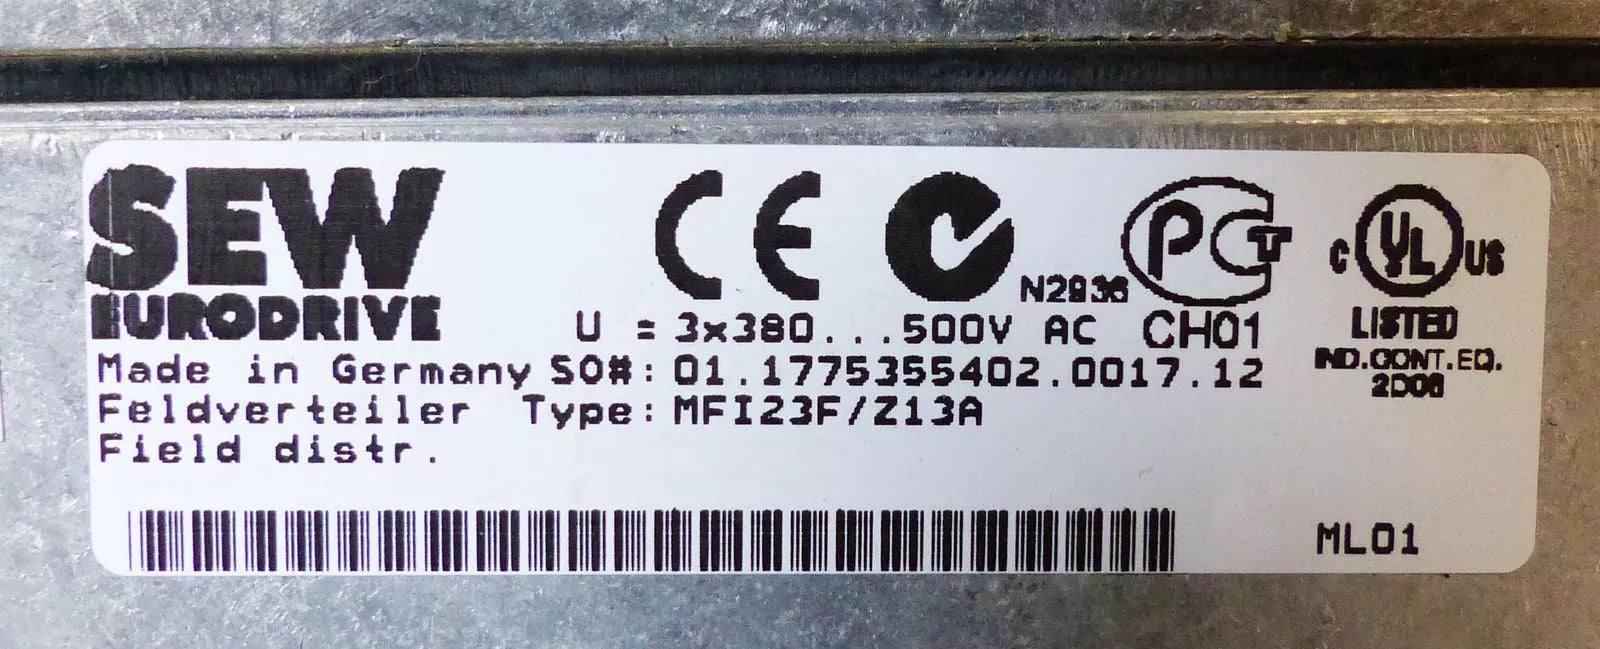 SEW
EURODRIVE
CE
N2936
PCT
C UL US
LISTED
IND.CONT.EQ.
2D06
U = 3x380...500V AC CH01
Made in Germany SO#: 01.1775355402.0017.12
Feldverteiler Type: MFI23F/Z13A
Field distr.
ML01